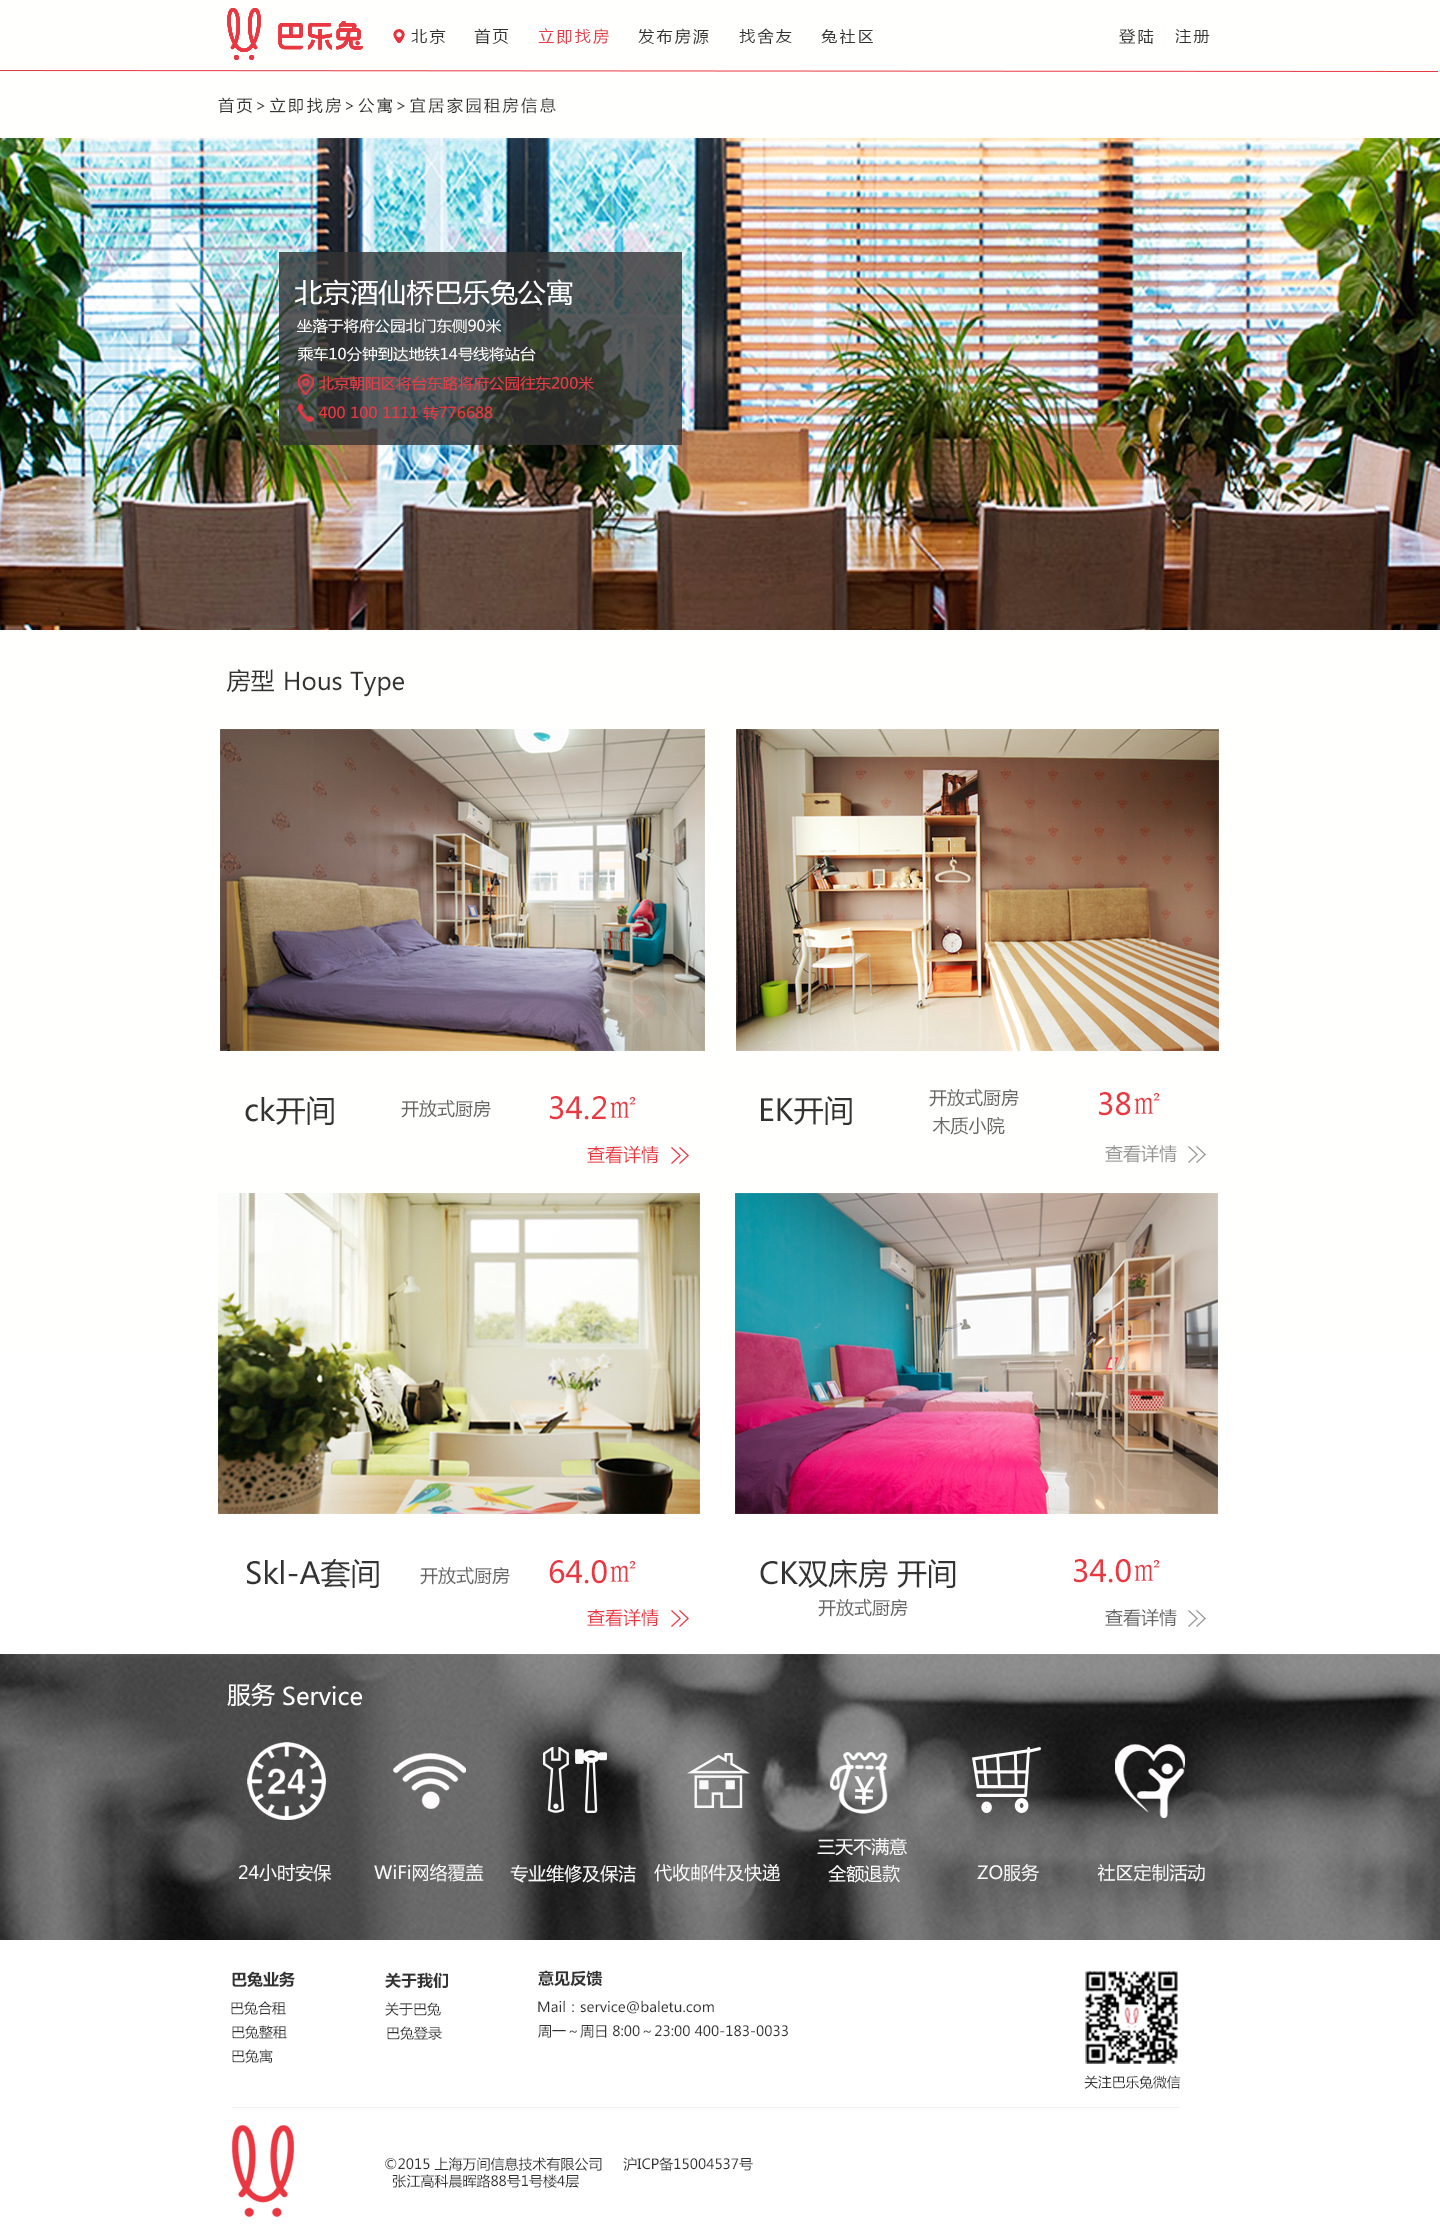 巴乐兔 北京 首页 立即找房 发布房源 找舍友 兔社区 登陆 注册
首页 > 立即找房 > 公寓 > 宜居家园租房信息
北京酒仙桥巴乐兔公寓
坐落于将府公园北门东侧90米
乘车10分钟到达地铁14号线将站台
北京朝阳区将台东路将府公园往东200米
400 100 1111 转776688
房型 Hous Type
ck开间 开放式厨房 34.2㎡
查看详情
EK开间 开放式厨房 38㎡
木质小院
查看详情
Skl-A套间 开放式厨房 64.0㎡
查看详情
CK双床房 开间 34.0㎡
开放式厨房
查看详情
服务 Service
24
¥
24小时安保
WiFi网络覆盖
专业维修及保洁
代收邮件及快递
三天不满意
全额退款
ZO服务
社区定制活动
巴兔业务
巴兔合租
巴兔整租
巴兔寓
关于我们
关于巴兔
巴兔登录
意见反馈
Mail : service@baletu.com
周一 ~ 周日 8:00 ~ 23:00 400-183-0033
关注巴乐兔微信
©2015 上海万间信息技术有限公司 沪ICP备15004537号
张江高科晨晖路88号1号楼4层